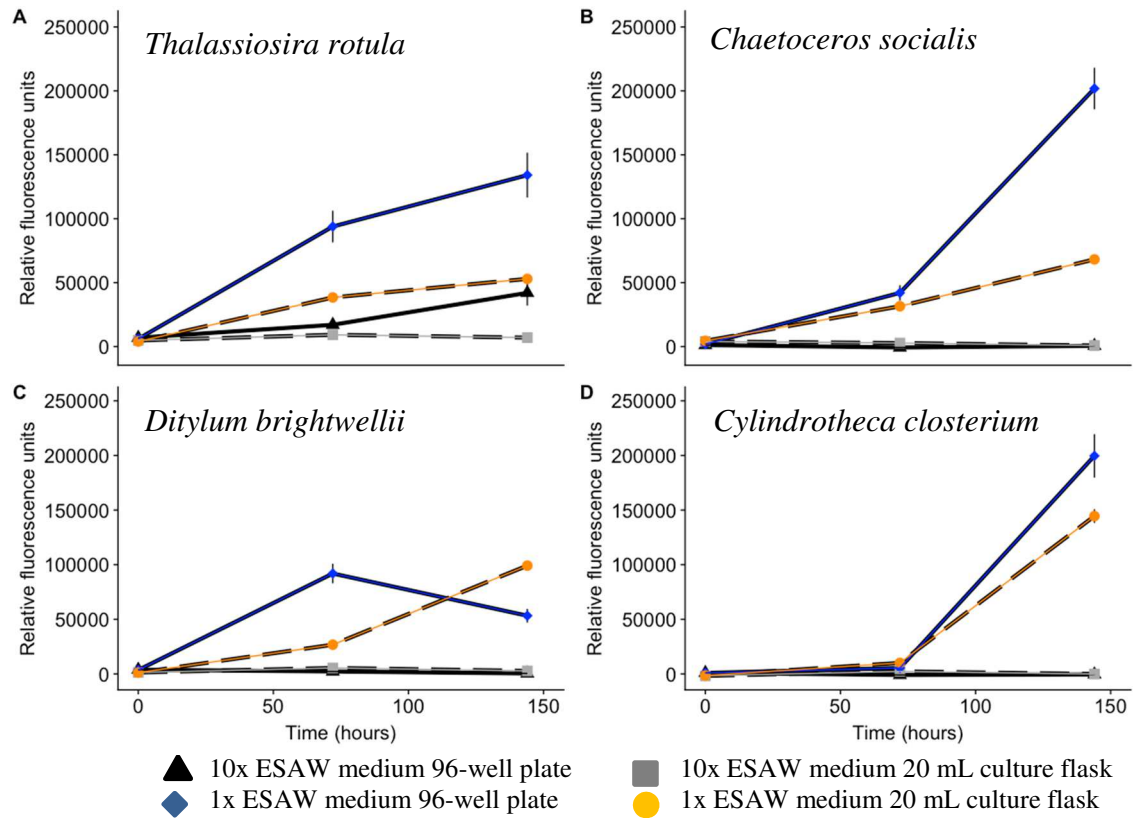 A
Thalassiosira rotula
Relative fluorescence units
250000
200000
150000
100000
50000
0
B
Chaetoceros socialis
Relative fluorescence units
250000
200000
150000
100000
50000
0
C
Ditylum brightwellii
Relative fluorescence units
250000
200000
150000
100000
50000
0
0 50 100 150
Time (hours)
D
Cylindrotheca closterium
Relative fluorescence units
250000
200000
150000
100000
50000
0
0 50 100 150
Time (hours)
10x ESAW medium 96-well plate
1x ESAW medium 96-well plate
10x ESAW medium 20 mL culture flask
1x ESAW medium 20 mL culture flask